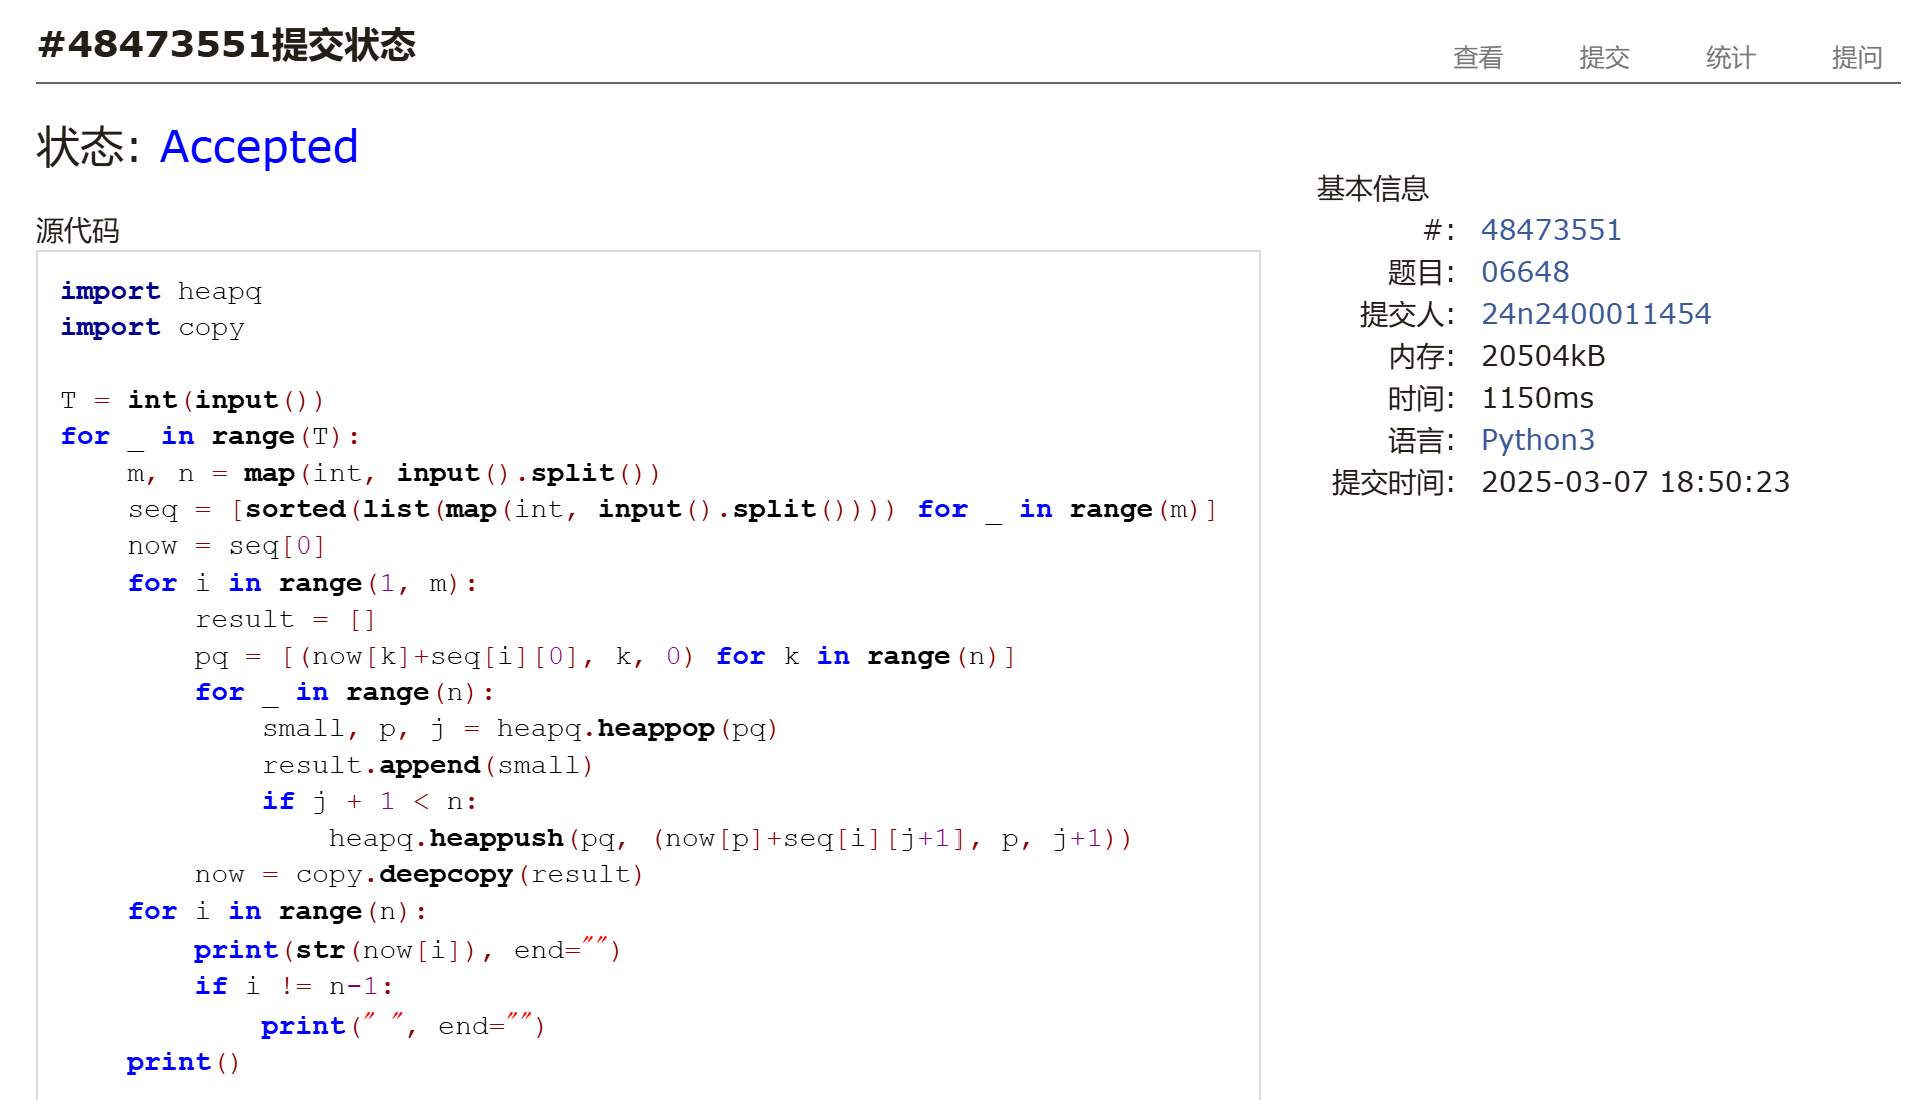 #48473551提交状态
查看 提交 统计 提问
状态: Accepted
源代码
import heapq
import copy

T = int(input())
for _ in range(T):
    m, n = map(int, input().split())
    seq = [sorted(list(map(int, input().split()))) for _ in range(m)]
    now = seq[0]
    for i in range(1, m):
        result = []
        pq = [(now[k]+seq[i][0], k, 0) for k in range(n)]
        for _ in range(n):
            small, p, j = heapq.heappop(pq)
            result.append(small)
            if j + 1 < n:
                heapq.heappush(pq, (now[p]+seq[i][j+1], p, j+1))
        now = copy.deepcopy(result)
    for i in range(n):
        print(str(now[i]), end="")
        if i != n-1:
            print(" ", end="")
    print()
基本信息
#: 48473551
题目: 06648
提交人: 24n2400011454
内存: 20504kB
时间: 1150ms
语言: Python3
提交时间: 2025-03-07 18:50:23